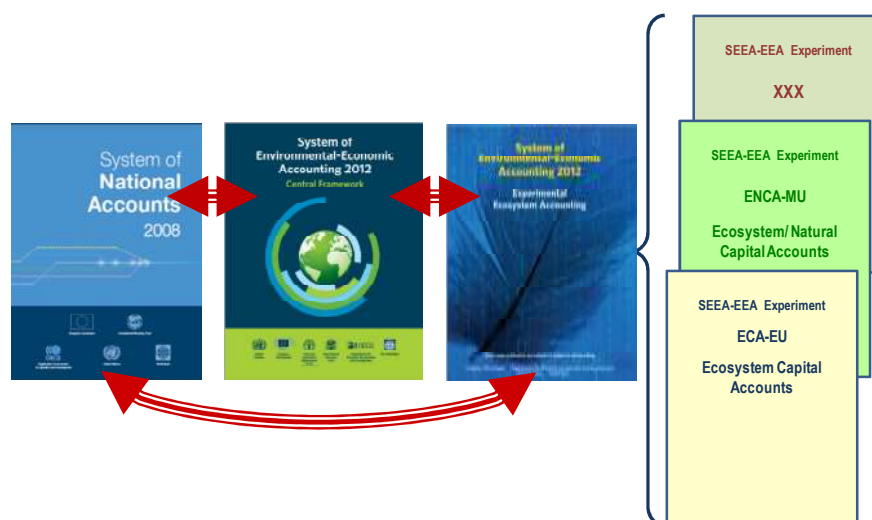 System of
National
Accounts
2008
System of
Environmental-Economic
Accounting 2012
Central Framework
System of
Environmental-Economic
Accounting 2012
Experimental
Ecosystem Accounting
SEEA-EEA Experiment
XXX
SEEA-EEA Experiment
ENCA-MU
Ecosystem/ Natural
Capital Accounts
SEEA-EEA Experiment
ECA-EU
Ecosystem Capital
Accounts